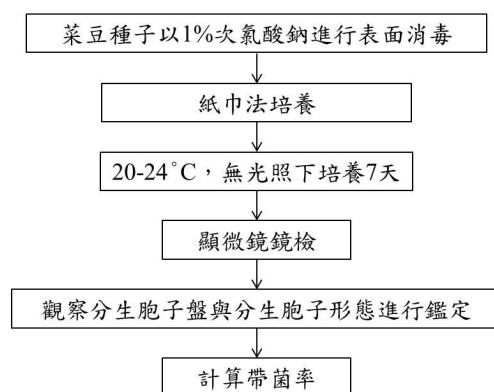 菜豆種子以1%次氯酸鈉進行表面消毒
紙巾法培養
20-24°C，無光照下培養7天
顯微鏡鏡檢
觀察分生胞子盤與分生胞子形態進行鑑定
計算帶菌率